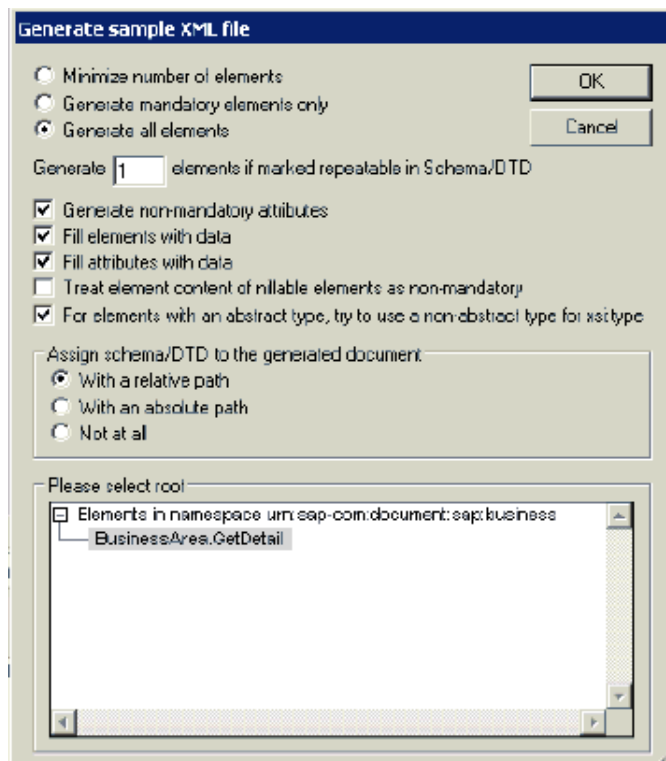 Generate sample XML file
Minimize number of elements
OK
Generate mandatory elements only
Generate all elements
Cancel
Generate 1 elements if marked repeatable in Schema/DTD
Generate non-mandatory attributes
Fill elements with data
Fill attributes with data
Treat element content of nillable elements as non-mandatory
For elements with an abstract type, try to use a non-abstract type for xsi:type
Assign schema/DTD to the generated document
With a relative path
With an absolute path
Not at all
Please select root
Elements in namespace urn:sap-com:document:sap:business
BusinessArea.GetDetail